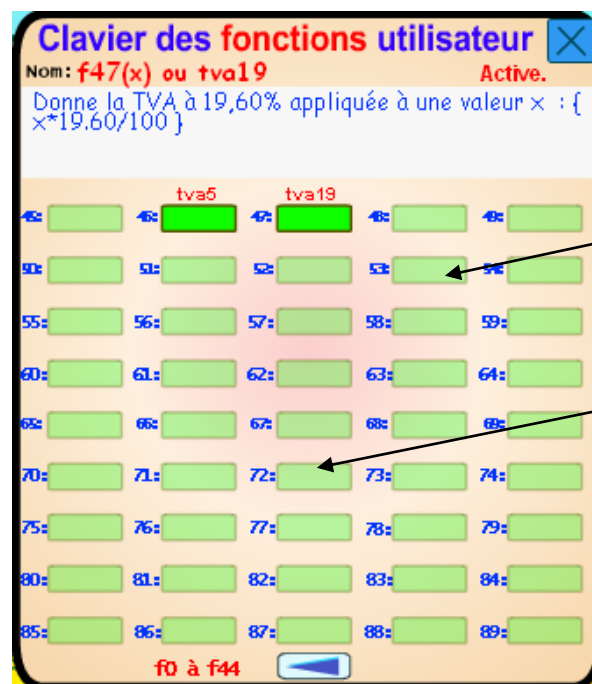 Clavier des fonctions utilisateur
Nom: f47(x) ou tva19 Active.
Donne la TVA à 19,60% appliquée à une valeur x : {
x*19.60/100 }
tva5 tva19
45: 46: 47: 48: 49:
50: 51: 52: 53: 54:
55: 56: 57: 58: 59:
60: 61: 62: 63: 64:
65: 66: 67: 68: 69:
70: 71: 72: 73: 74:
75: 76: 77: 78: 79:
80: 81: 82: 83: 84:
85: 86: 87: 88: 89:
f0 à f44